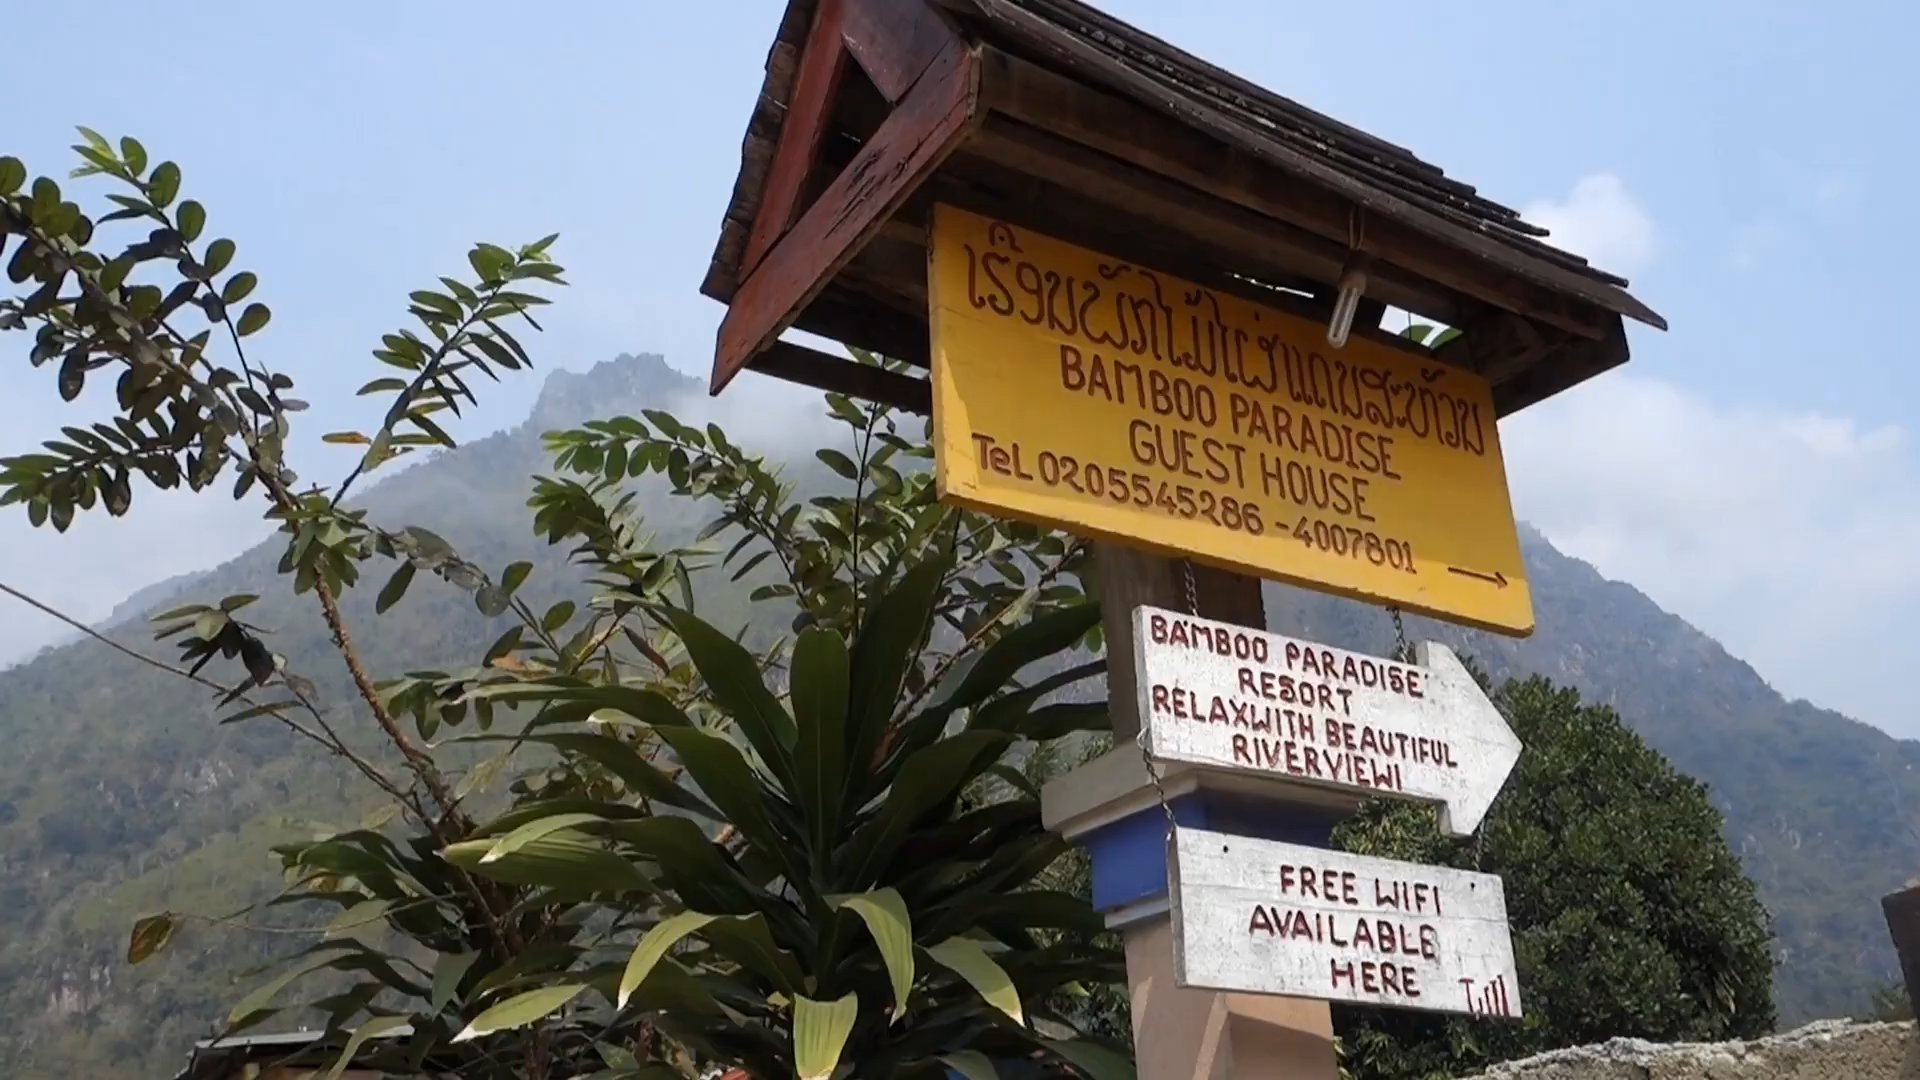 ເຮືອນພັກໄມ້ໄຜ່ແດນສະຫວັນ
BAMBOO PARADISE
GUEST HOUSE
TeL 0205545286 - 4007801
BAMBOO PARADISE
RESORT
RELAXWITH BEAUTIFUL
RIVERVIEW!
FREE WIFI
AVAILABLE
HERE